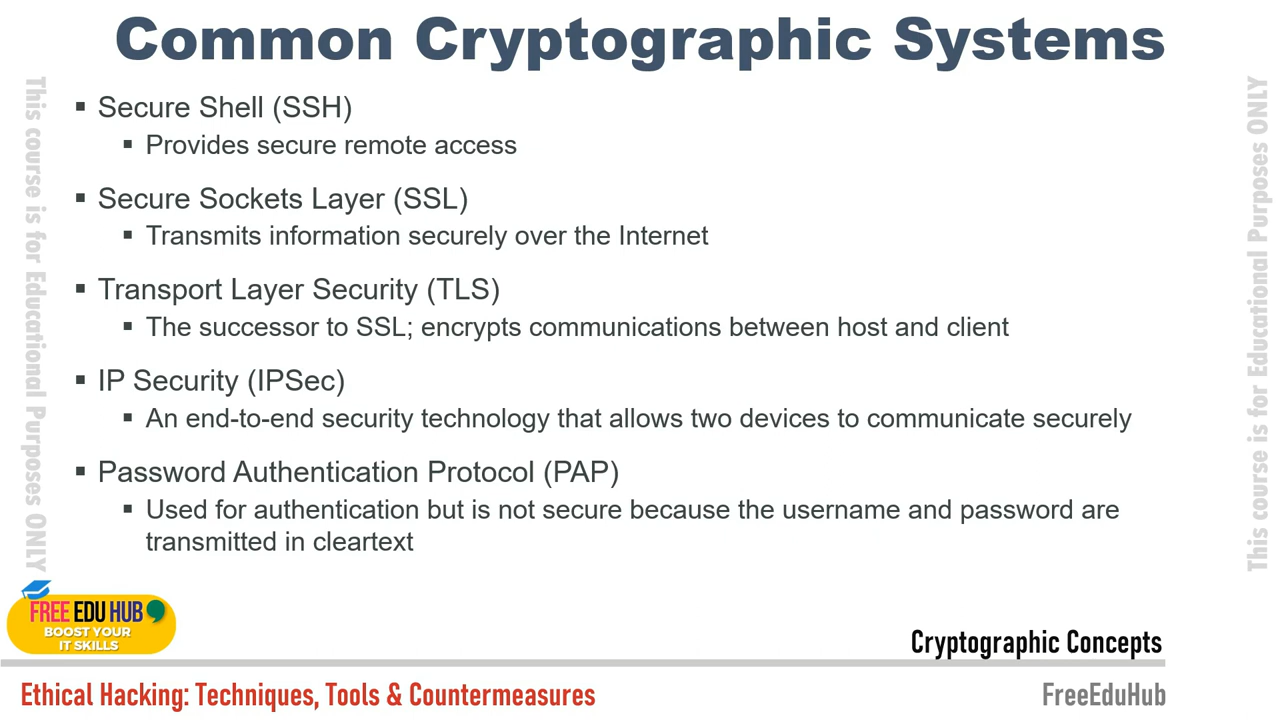 Common Cryptographic Systems
This course is for Educational Purposes ONLY
This course is for Educational Purposes ONLY
▪ Secure Shell (SSH)
▪ Provides secure remote access
▪ Secure Sockets Layer (SSL)
▪ Transmits information securely over the Internet
▪ Transport Layer Security (TLS)
▪ The successor to SSL; encrypts communications between host and client
▪ IP Security (IPSec)
▪ An end-to-end security technology that allows two devices to communicate securely
▪ Password Authentication Protocol (PAP)
▪ Used for authentication but is not secure because the username and password are
transmitted in cleartext
FREE EDU HUB
BOOST YOUR
IT SKILLS
Cryptographic Concepts
Ethical Hacking: Techniques, Tools & Countermeasures
FreeEduHub